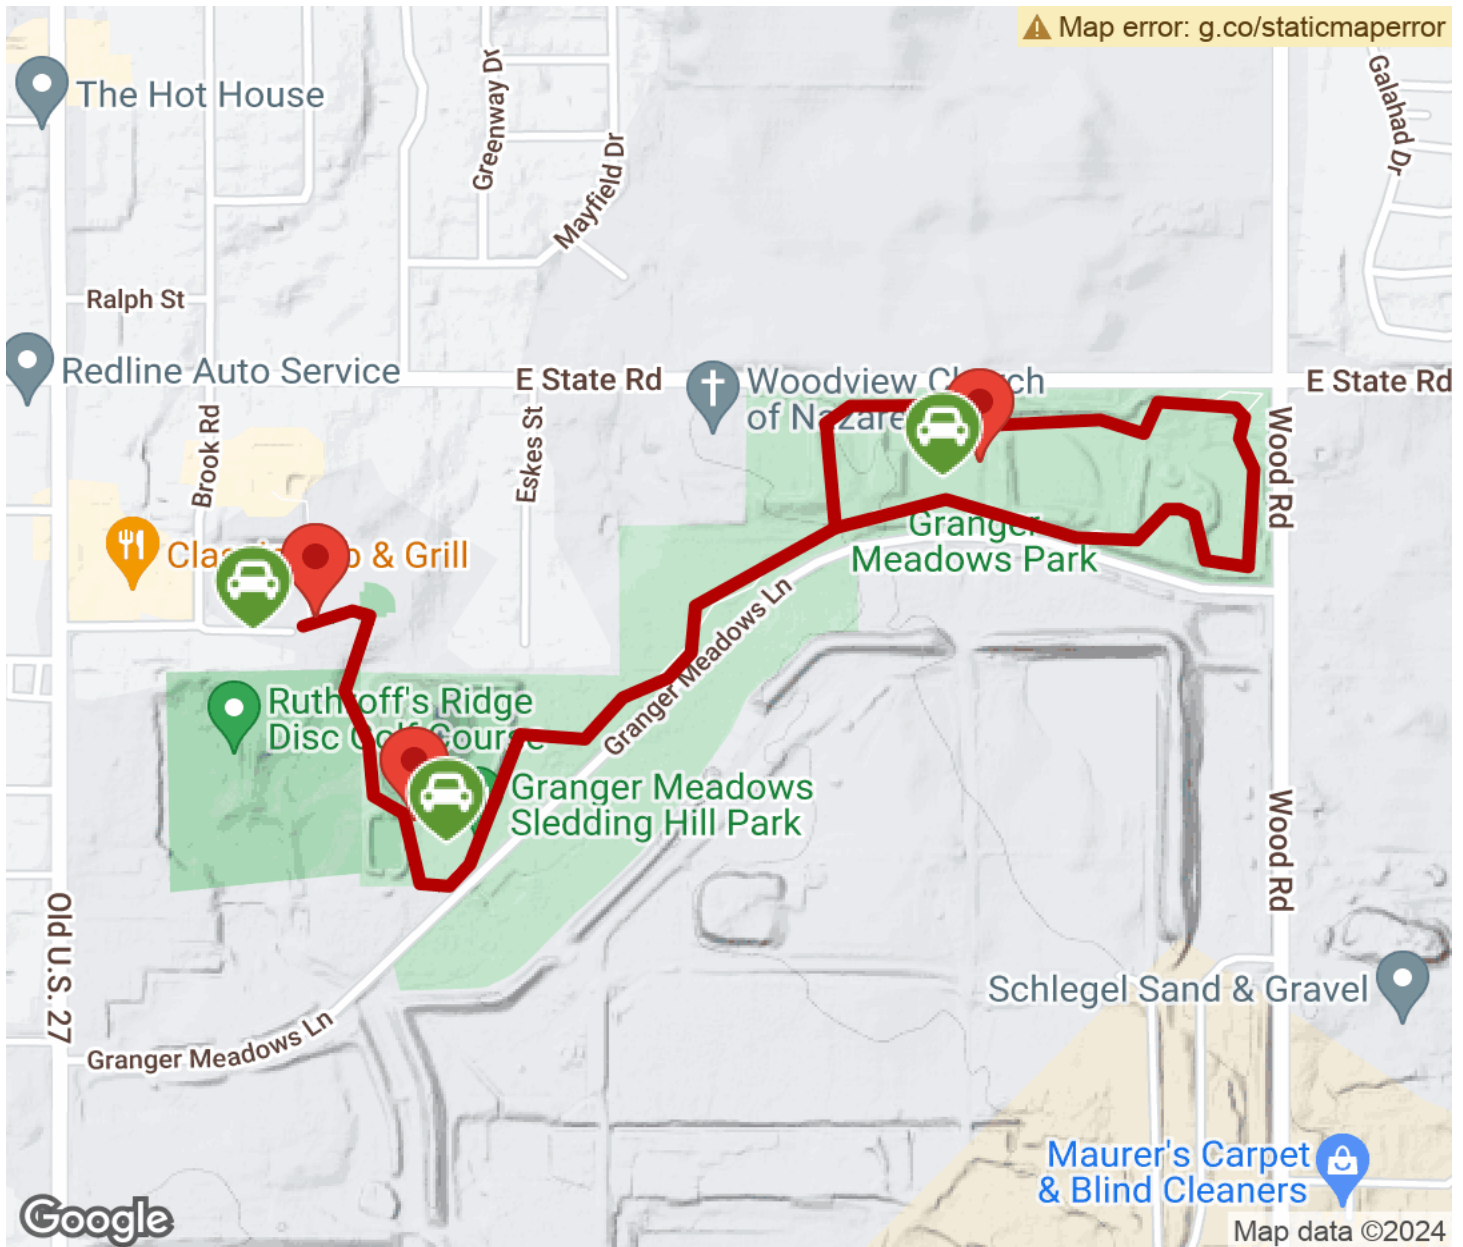 Map error: g.co/staticmaperror
The Hot House
Greenway Dr
Mayfield Dr
Galahad Dr
Ralph St
Redline Auto Service
E State Rd
Woodview Church
of
E State Rd
Brook Rd
Eskes St
Wood Rd
& Grill
Granger
Meadows Park
Granger Meadows Ln
Ruthroff's Ridge
Disc Golf Course
Granger Meadows
Sledding Hill Park
Wood Rd
Old U.S. 27
Schlegel Sand & Gravel
Granger Meadows Ln
Maurer's Carpet
& Blind Cleaners
Google
Map data ©2024